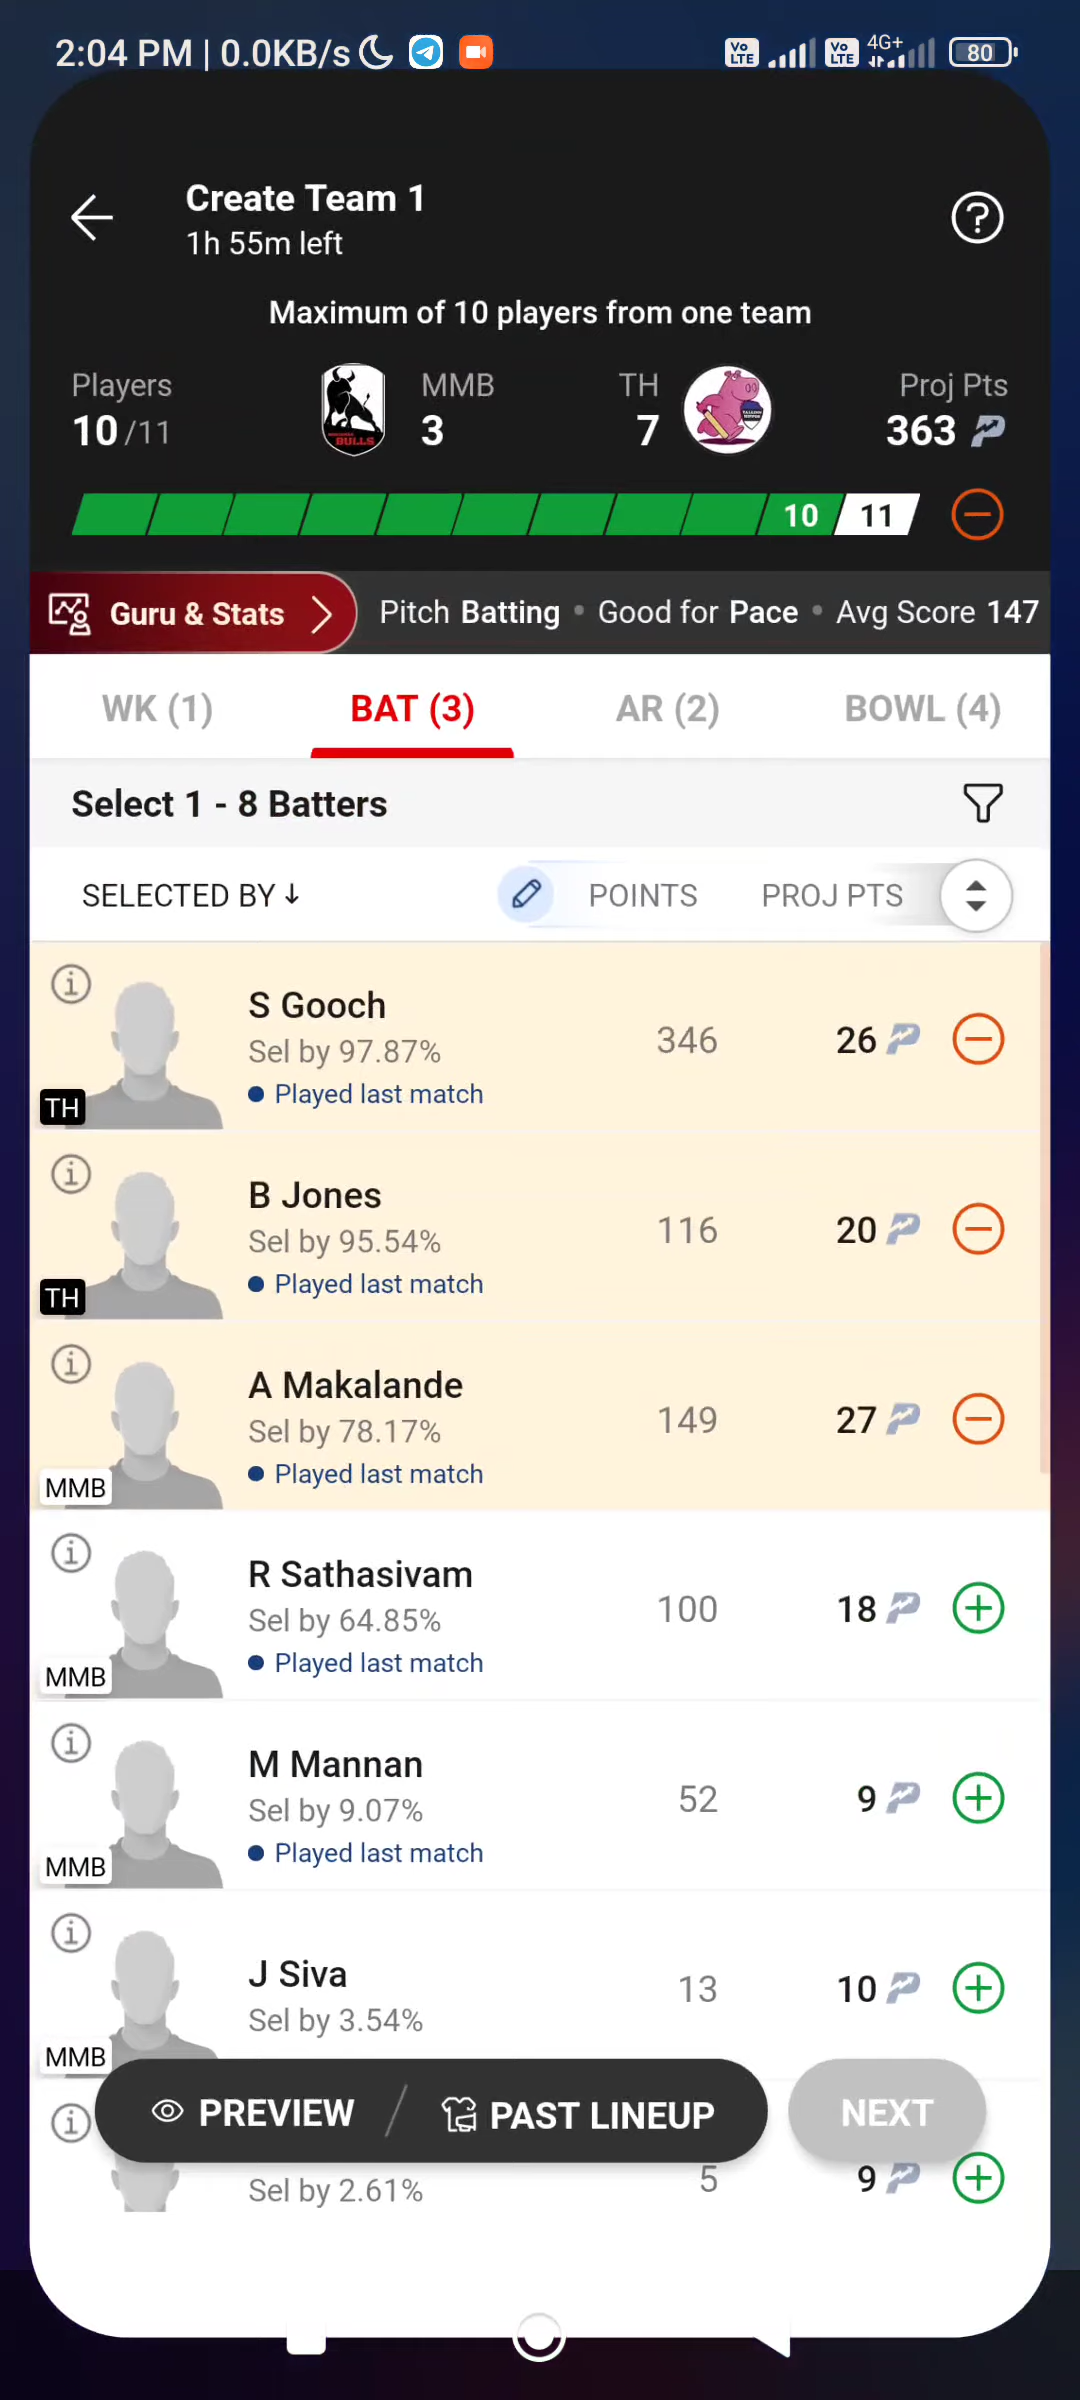 2:04 PM | 0.0KB/s
Vo LTE Vo LTE 4G+ 80
Create Team 1
1h 55m left
Maximum of 10 players from one team
Players MMB TH Proj Pts
10/11 BULLS 3 7 363
10 11
Guru & Stats Pitch Batting • Good for Pace • Avg Score 147
WK (1) BAT (3) AR (2) BOWL (4)
Select 1 - 8 Batters
SELECTED BY ↓ POINTS PROJ PTS
S Gooch
Sel by 97.87% 346 26
• Played last match
TH
B Jones
Sel by 95.54% 116 20
• Played last match
TH
A Makalande
Sel by 78.17% 149 27
• Played last match
MMB
R Sathasivam
Sel by 64.85% 100 18
• Played last match
MMB
M Mannan
Sel by 9.07% 52 9
• Played last match
MMB
J Siva
Sel by 3.54% 13 10
MMB
PREVIEW / PAST LINEUP NEXT
Sel by 2.61% 5 9